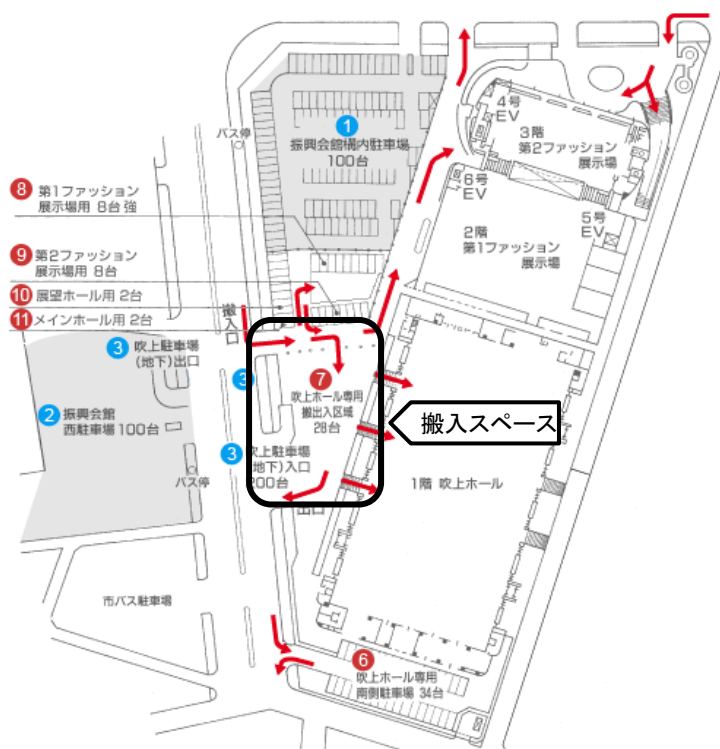 バス停
1
振興会館構内駐車場
100台
4号
EV
3階
第2ファッション
展示場
6号
EV
5号
EV
2階
第1ファッション
展示場
8 第1ファッション
展示場用 8台強
9 第2ファッション
展示場用 8台
10 展望ホール用 2台
11 メインホール用 2台
搬入口
3 吹上駐車場
(地下)出口
3
7
吹上ホール専用
搬出入区域
28台
搬入スペース
2 振興会館
西駐車場 100台
3 吹上駐車場
(地下)入口
200台
バス停
出口
1階 吹上ホール
市バス駐車場
6
吹上ホール専用
南側駐車場 34台